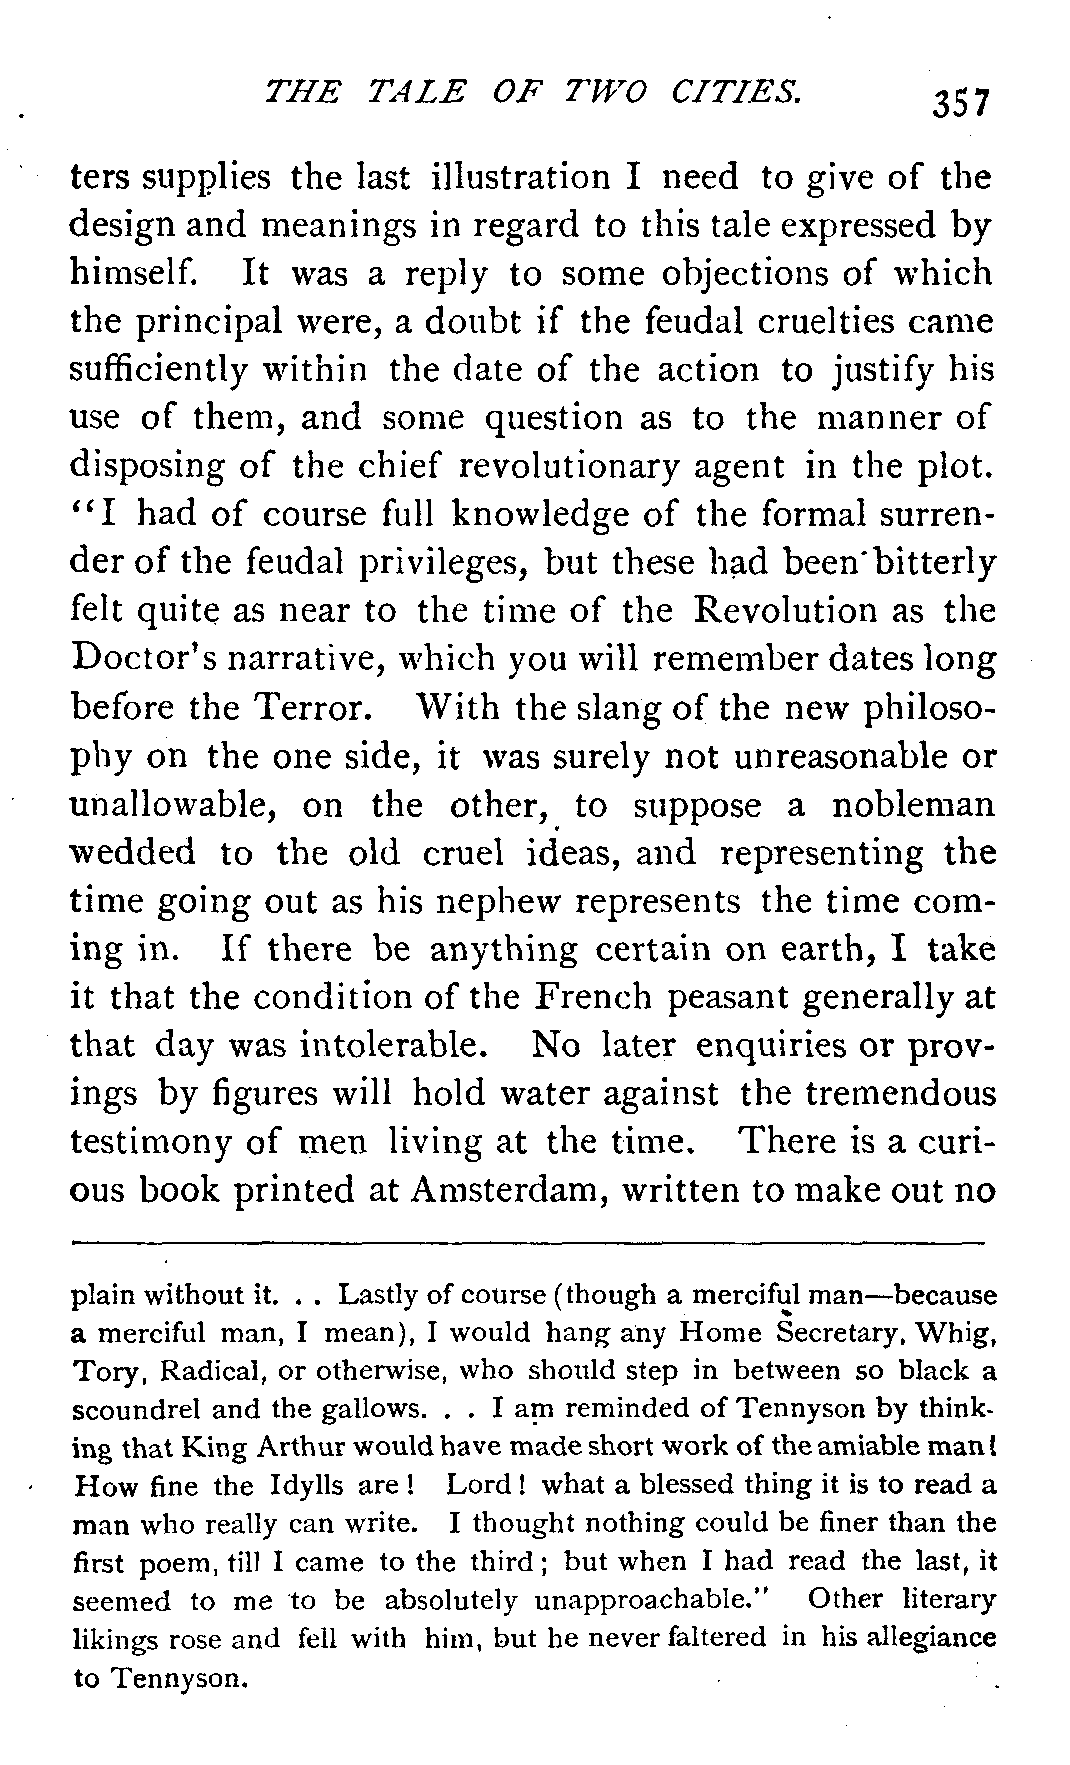 THE TALE OF TWO CITIES. 357
ters supplies the last illustration I need to give of the
design and meanings in regard to this tale expressed by
himself. It was a reply to some objections of which
the principal were, a doubt if the feudal cruelties came
sufficiently within the date of the action to justify his
use of them, and some question as to the manner of
disposing of the chief revolutionary agent in the plot.
"I had of course full knowledge of the formal surren-
der of the feudal privileges, but these had been bitterly
felt quite as near to the time of the Revolution as the
Doctor's narrative, which you will remember dates long
before the Terror. With the slang of the new philoso-
phy on the one side, it was surely not unreasonable or
unallowable, on the other, to suppose a nobleman
wedded to the old cruel ideas, and representing the
time going out as his nephew represents the time com-
ing in. If there be anything certain on earth, I take
it that the condition of the French peasant generally at
that day was intolerable. No later enquiries or prov-
ings by figures will hold water against the tremendous
testimony of men living at the time. There is a curi-
ous book printed at Amsterdam, written to make out no
plain without it. . . Lastly of course (though a merciful man—because
a merciful man, I mean), I would hang any Home Secretary, Whig,
Tory, Radical, or otherwise, who should step in between so black a
scoundrel and the gallows. . . I am reminded of Tennyson by think-
ing that King Arthur would have made short work of the amiable man!
How fine the Idylls are! Lord! what a blessed thing it is to read a
man who really can write. I thought nothing could be finer than the
first poem, till I came to the third; but when I had read the last, it
seemed to me to be absolutely unapproachable." Other literary
likings rose and fell with him, but he never faltered in his allegiance
to Tennyson.